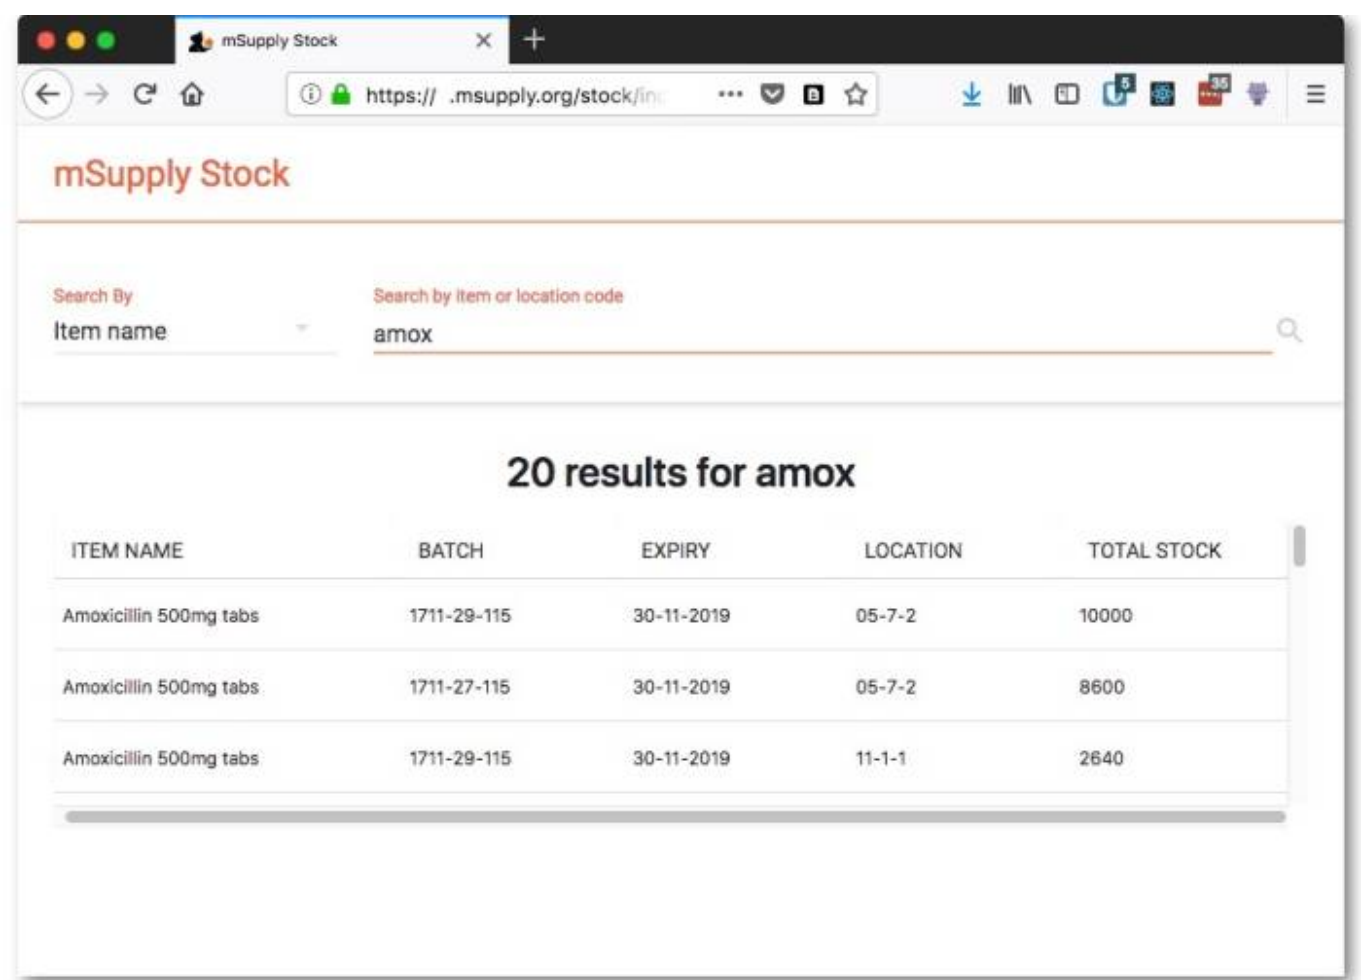 mSupply Stock
https:// .msupply.org/stock/in
5
35
mSupply Stock
Search By
Search by item or location code
Item name
amox
20 results for amox
ITEM NAME BATCH EXPIRY LOCATION TOTAL STOCK
Amoxicillin 500mg tabs 1711-29-115 30-11-2019 05-7-2 10000
Amoxicillin 500mg tabs 1711-27-115 30-11-2019 05-7-2 8600
Amoxicillin 500mg tabs 1711-29-115 30-11-2019 11-1-1 2640